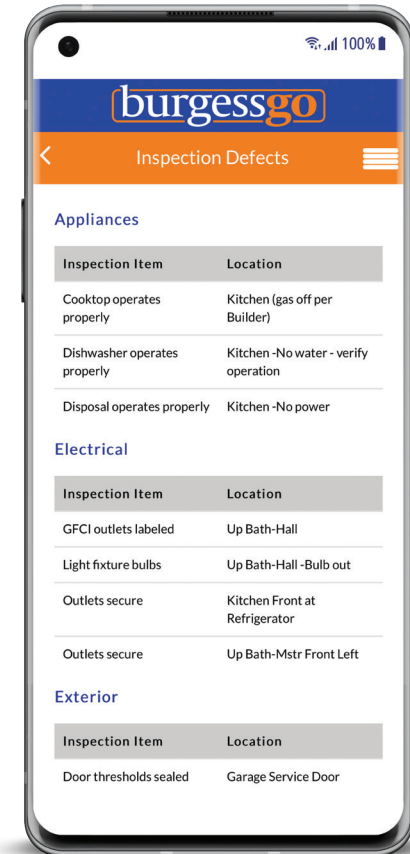 100%
burgessgo
Inspection Defects
Appliances
Inspection Item Location
Cooktop operates Kitchen (gas off per
properly Builder)
Dishwasher operates Kitchen -No water - verify
properly operation
Disposal operates properly Kitchen -No power
Electrical
Inspection Item Location
GFCI outlets labeled Up Bath-Hall
Light fixture bulbs Up Bath-Hall -Bulb out
Outlets secure Kitchen Front at
Refrigerator
Outlets secure Up Bath-Mstr Front Left
Exterior
Inspection Item Location
Door thresholds sealed Garage Service Door